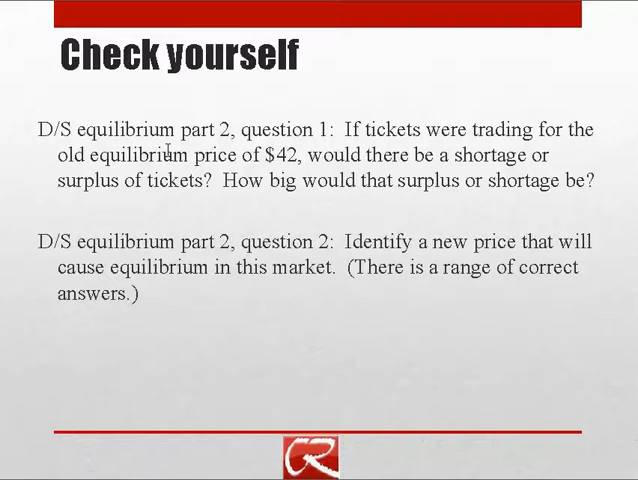 Check yourself
D/S equilibrium part 2, question 1: If tickets were trading for the
old equilibrium price of $42, would there be a shortage or
surplus of tickets? How big would that surplus or shortage be?
D/S equilibrium part 2, question 2: Identify a new price that will
cause equilibrium in this market. (There is a range of correct
answers.)
CR